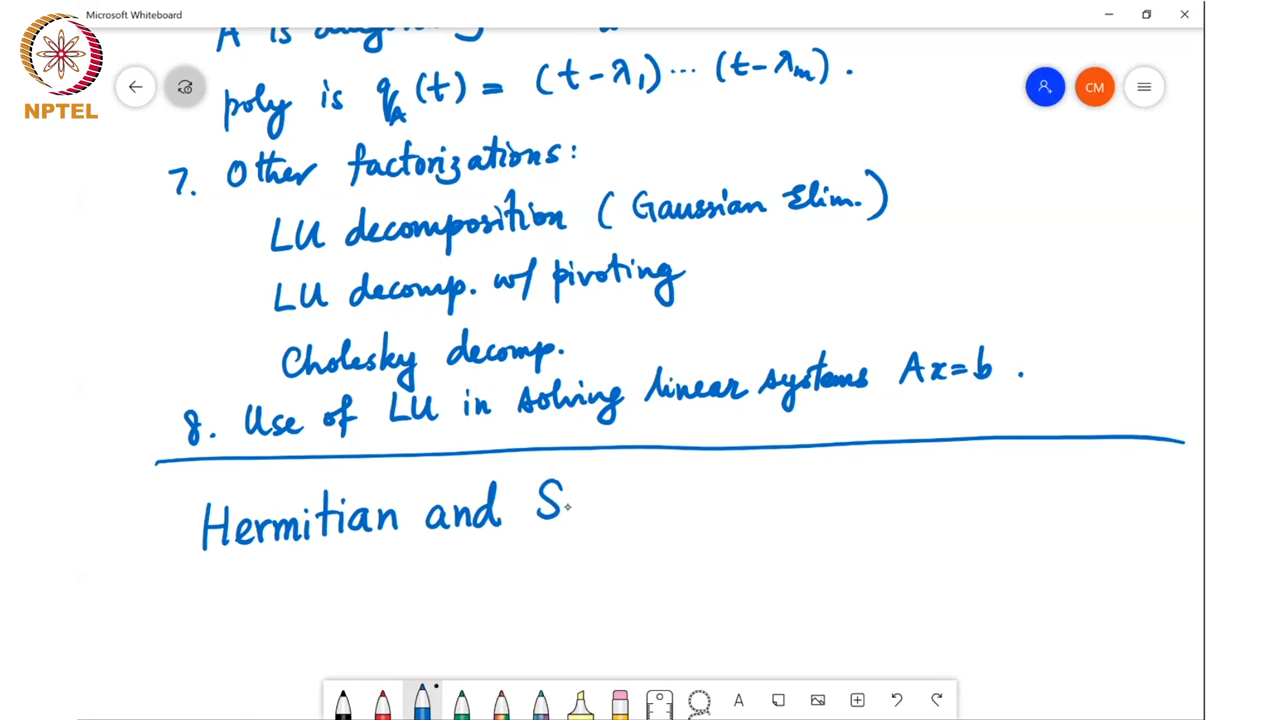 Microsoft Whiteboard
NPTEL
A is
poly is q_A(t) = (t-λ₁) ... (t-λ_m).
CM
7. Other factorizations:
LU decomposition (Gaussian Elim.)
LU decomp. w/ pivoting
Cholesky decomp.
8. Use of LU in solving linear systems Ax=b.
Hermitian and S
A